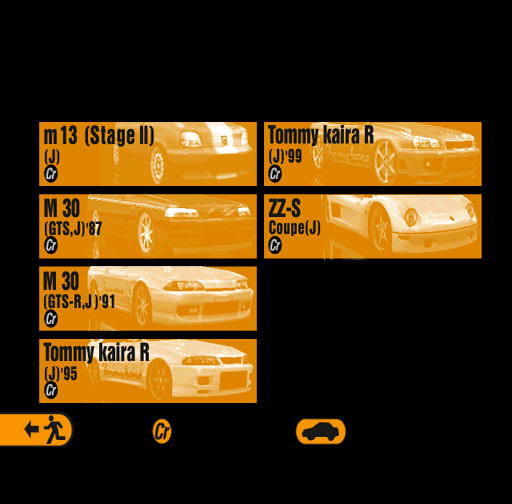 m13 (Stage II)
(J)
Cr
M 30
(GTS,J)'87
Cr
M 30
(GTS-R,J)'91
Cr
Tommy kaira R
(J)'95
Cr
Tommy kaira R
(J)'99
Cr
ZZ-S
Coupe(J)
Cr
Cr